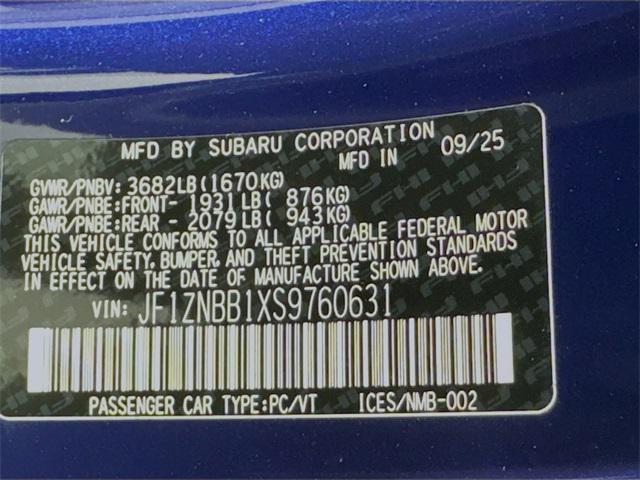 MFD BY SUBARU CORPORATION
MFD IN 09/25
GVWR/PNBV: 3682LB(1670KG)
GAWR/PNBE:FRONT- 1931LB( 876KG)
GAWR/PNBE:REAR - 2079LB( 943KG)
THIS VEHICLE CONFORMS TO ALL APPLICABLE FEDERAL MOTOR
VEHICLE SAFETY, BUMPER, AND THEFT PREVENTION STANDARDS
IN EFFECT ON THE DATE OF MANUFACTURE SHOWN ABOVE.
VIN: JF1ZNBB1XS9760631
PASSENGER CAR TYPE:PC/VT ICES/NMB-002